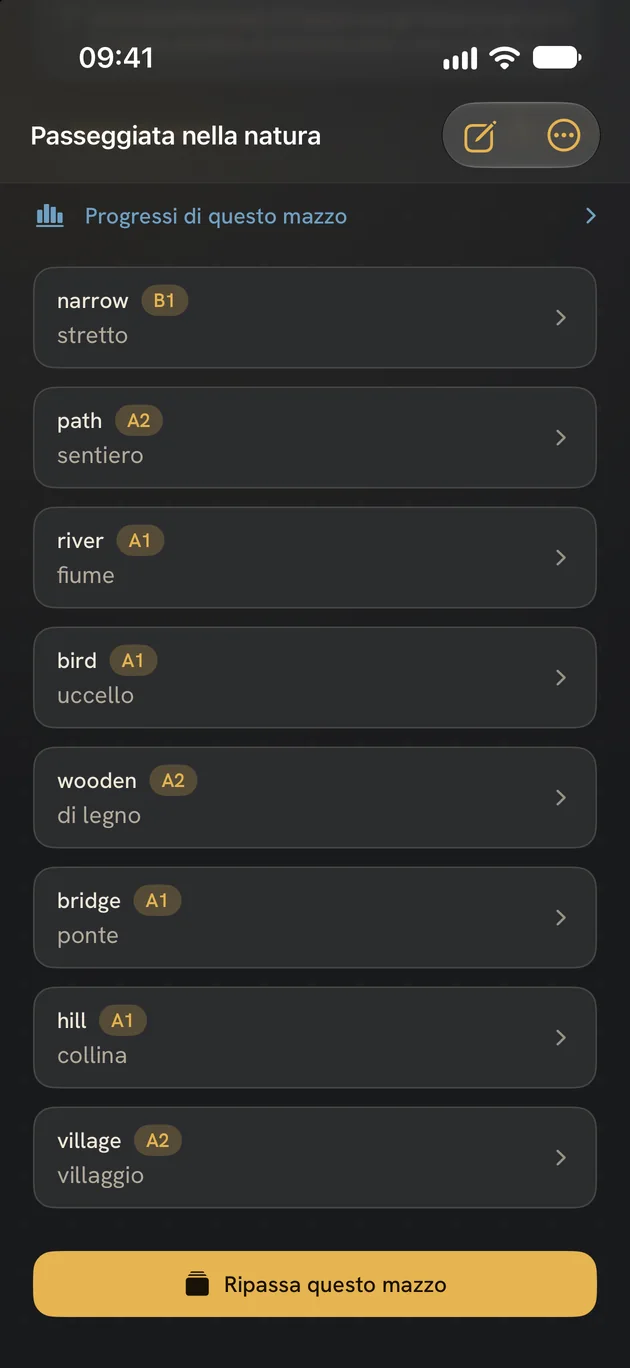 09:41
Passeggiata nella natura
Progressi di questo mazzo
narrow B1
stretto
path A2
sentiero
river A1
fiume
bird A1
uccello
wooden A2
di legno
bridge A1
ponte
hill A1
collina
village A2
villaggio
Ripassa questo mazzo